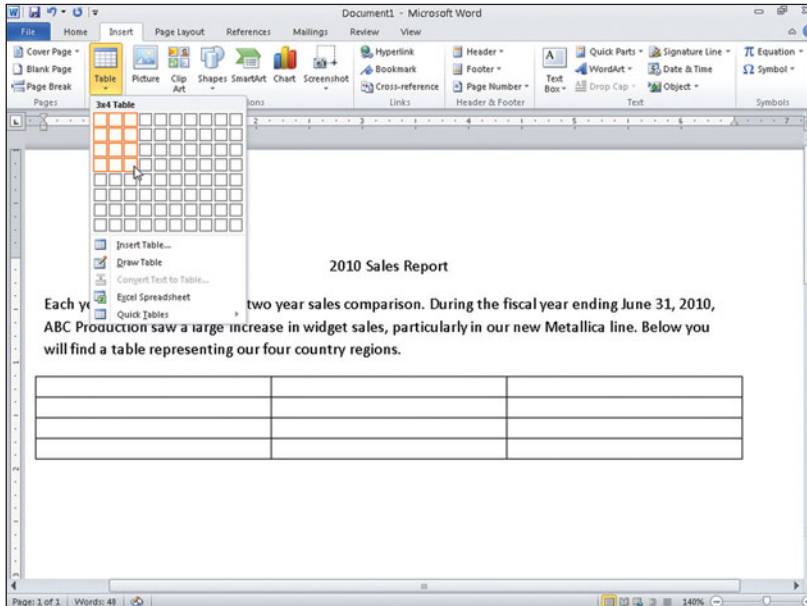 Document1 - Microsoft Word
File Home Insert Page Layout References Mailings Review View
Cover Page
Blank Page
Page Break
Pages
Table
Picture
Clip Art
Shapes
SmartArt
Chart
Screenshot
ions
Hyperlink
Bookmark
Cross-reference
Links
Header
Footer
Page Number
Header & Footer
Text Box
Quick Parts
WordArt
Drop Cap
Signature Line
Date & Time
Object
Text
Equation
Symbol
Symbols
3x4 Table
Insert Table...
Draw Table
Convert Text to Table...
Excel Spreadsheet
Quick Tables
2010 Sales Report
Each ye two year sales comparison. During the fiscal year ending June 31, 2010,
ABC Production saw a large increase in widget sales, particularly in our new Metallica line. Below you
will find a table representing our four country regions.
Page: 1 of 1 Words: 48 140%